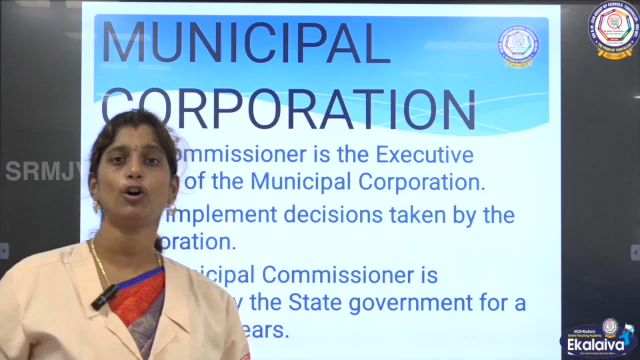 MUNICIPAL
CORPORATION
ommissioner is the Executive
of the Municipal Corporation.
implement decisions taken by the
oration.
nicipal Commissioner is
y the State government for a
ears.
SRMJV
Ekalaiva